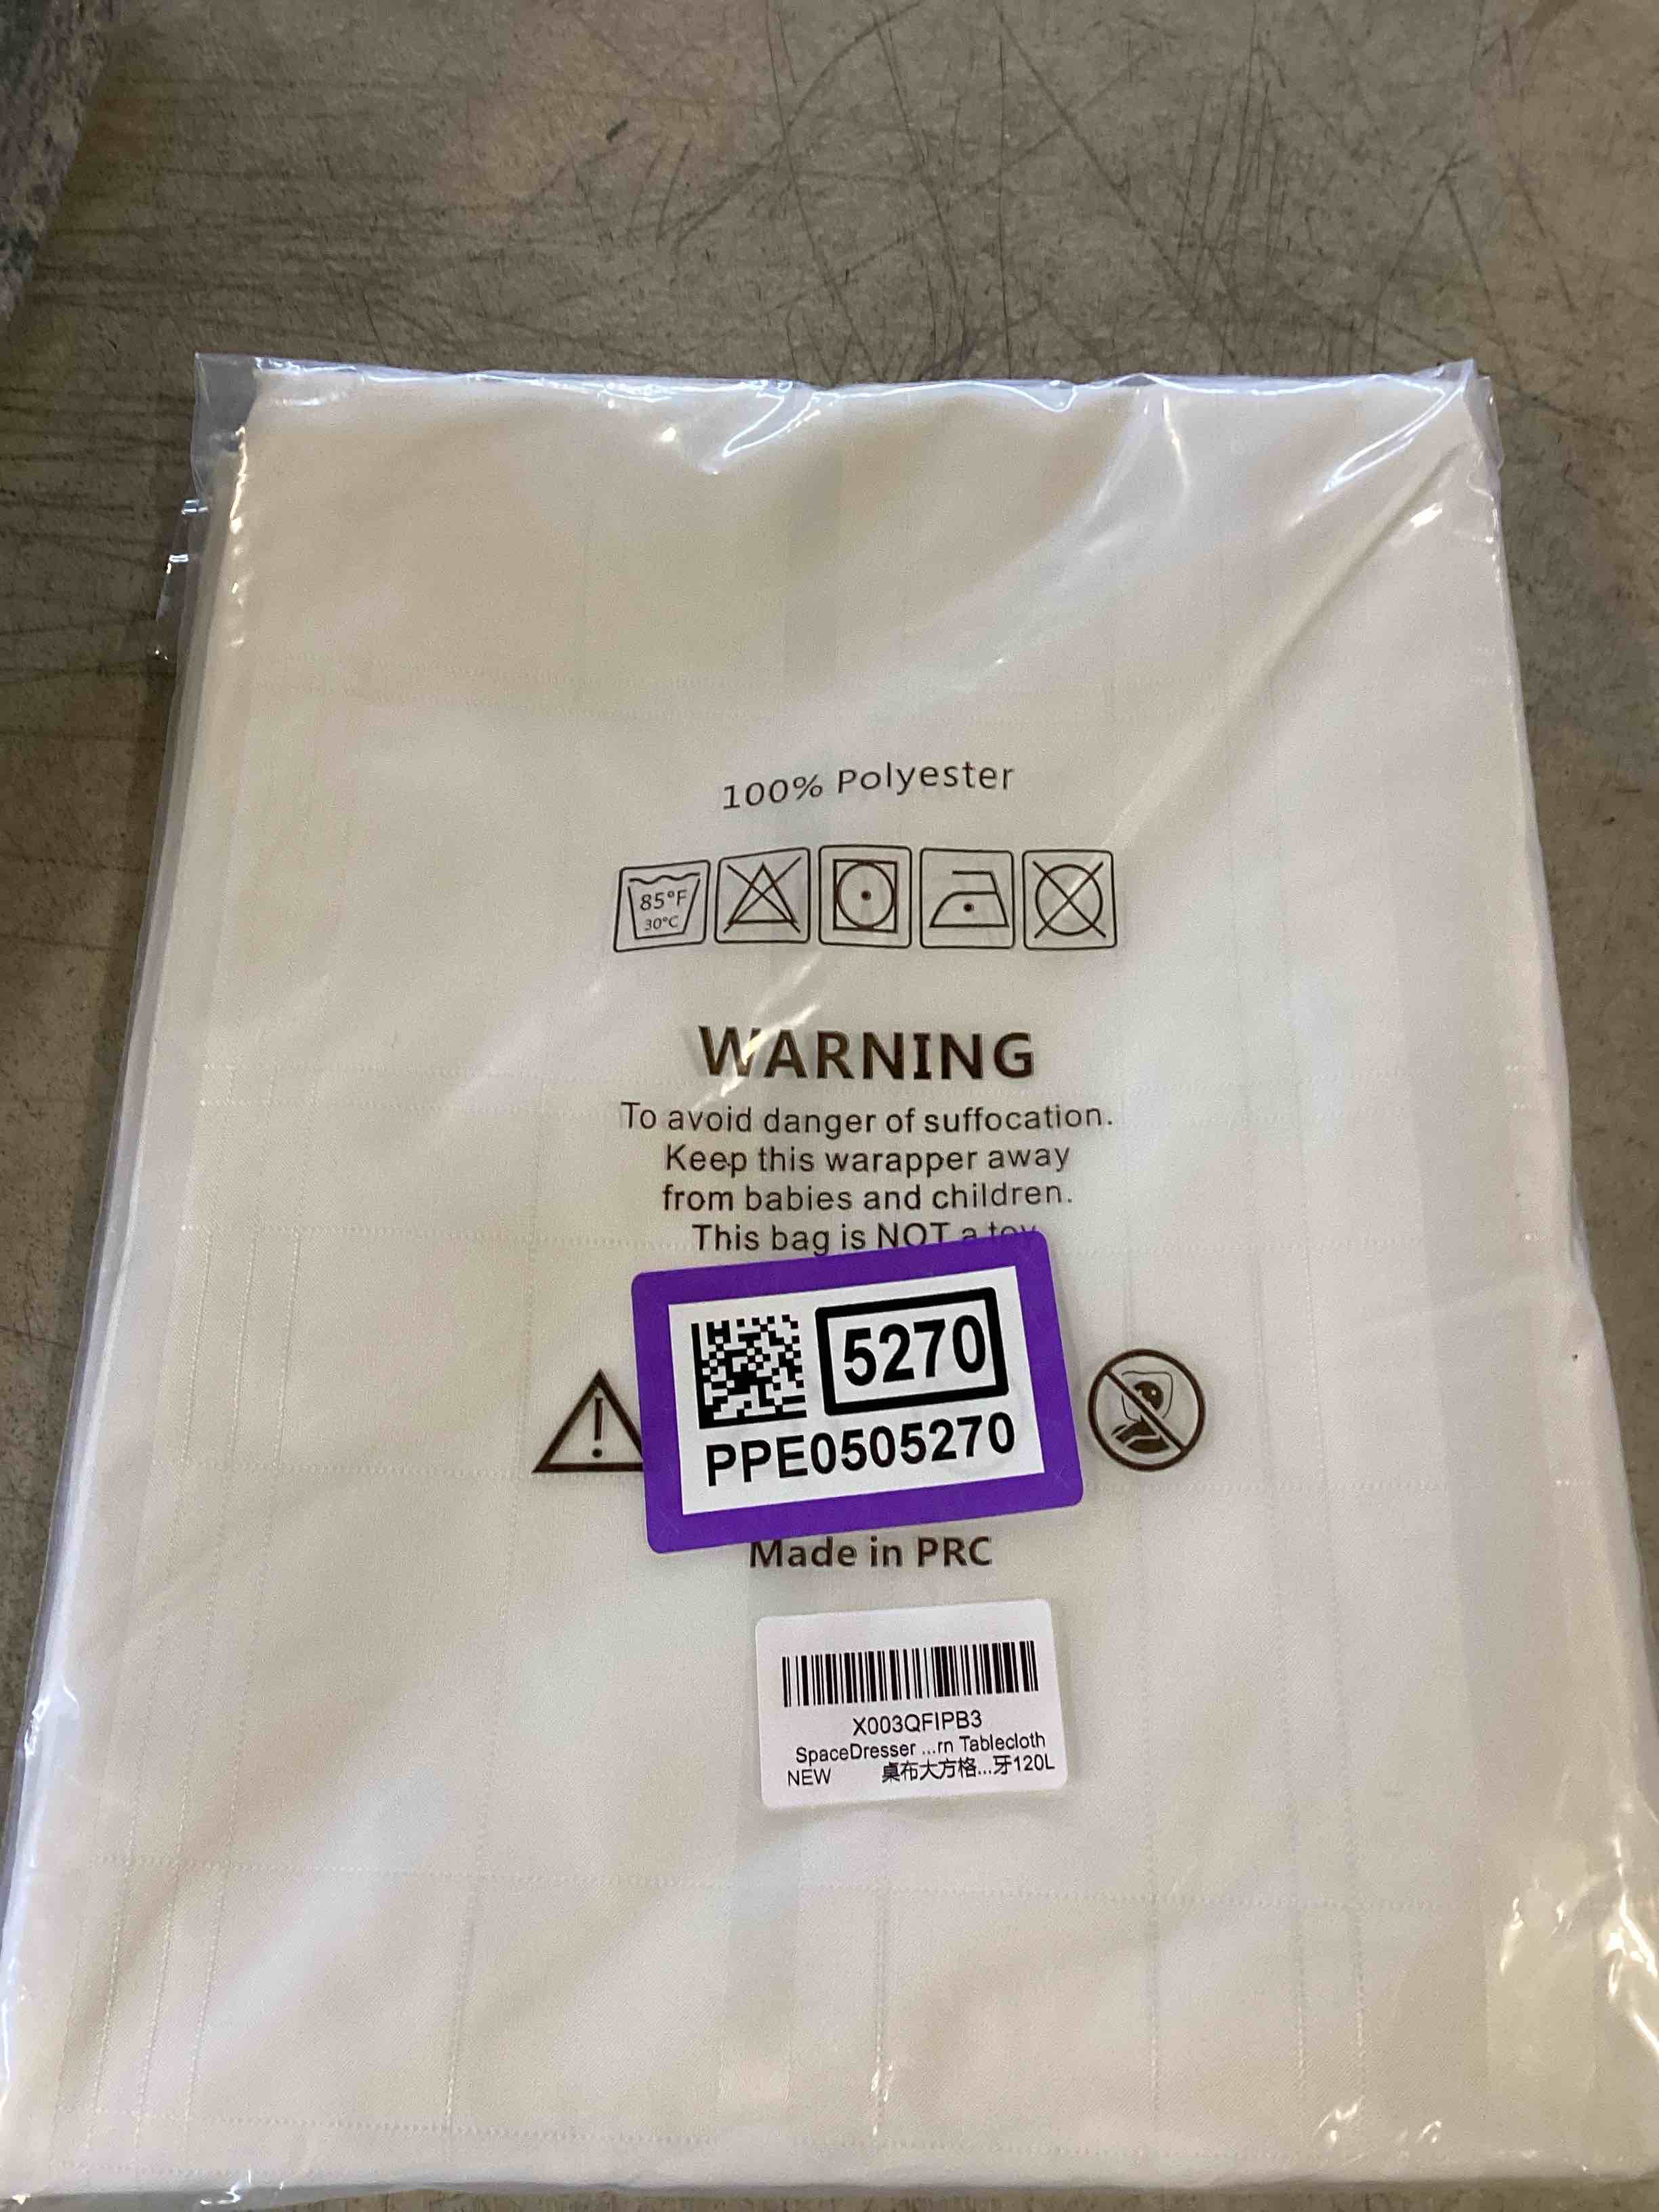 100% Polyester
85°F
30°C
WARNING
To avoid danger of suffocation.
Keep this warapper away
from babies and children.
This bag is NOT a toy
5270
PPE0505270
Made in PRC
X003QFIPB3
SpaceDresser ...rn Tablecloth
NEW 桌布大方格...牙120L